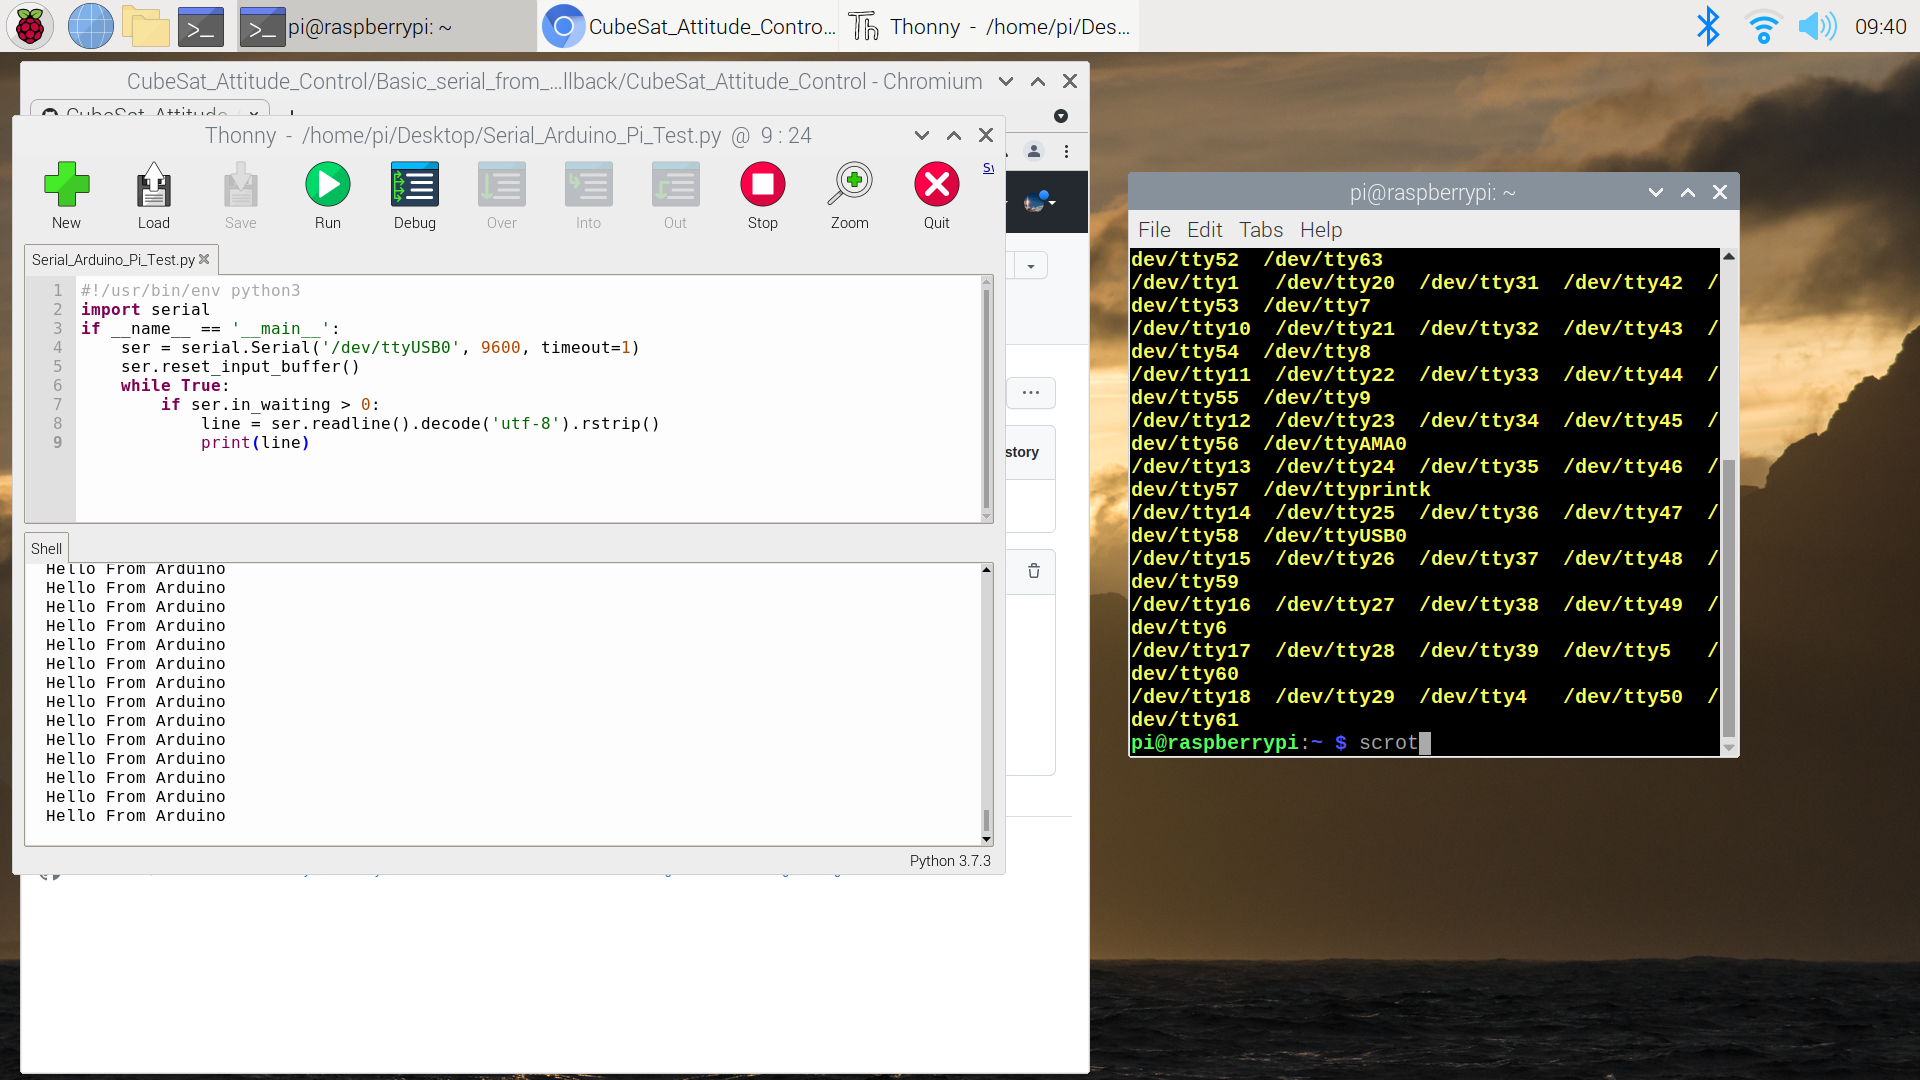 pi@raspberrypi: ~
CubeSat_Attitude_Contro...
Thonny - /home/pi/Des...
09:40
CubeSat_Attitude_Control/Basic_serial_from_...llback/CubeSat_Attitude_Control - Chromium
CubeSat_Attitude
Thonny - /home/pi/Desktop/Serial_Arduino_Pi_Test.py @ 9 : 24
New Load Save Run Debug Over Into Out Stop Zoom Quit
Serial_Arduino_Pi_Test.py
1 #!/usr/bin/env python3
2 import serial
3 if __name__ == '__main__':
4     ser = serial.Serial('/dev/ttyUSB0', 9600, timeout=1)
5     ser.reset_input_buffer()
6     while True:
7         if ser.in_waiting > 0:
8             line = ser.readline().decode('utf-8').rstrip()
9             print(line)
story
Shell
Hello From Arduino
Hello From Arduino
Hello From Arduino
Hello From Arduino
Hello From Arduino
Hello From Arduino
Hello From Arduino
Hello From Arduino
Hello From Arduino
Hello From Arduino
Hello From Arduino
Hello From Arduino
Hello From Arduino
Hello From Arduino
Python 3.7.3
pi@raspberrypi: ~
File Edit Tabs Help
dev/tty52  /dev/tty63
/dev/tty1   /dev/tty20  /dev/tty31  /dev/tty42  /
dev/tty53  /dev/tty7
/dev/tty10  /dev/tty21  /dev/tty32  /dev/tty43  /
dev/tty54  /dev/tty8
/dev/tty11  /dev/tty22  /dev/tty33  /dev/tty44  /
dev/tty55  /dev/tty9
/dev/tty12  /dev/tty23  /dev/tty34  /dev/tty45  /
dev/tty56  /dev/ttyAMA0
/dev/tty13  /dev/tty24  /dev/tty35  /dev/tty46  /
dev/tty57  /dev/ttyprintk
/dev/tty14  /dev/tty25  /dev/tty36  /dev/tty47  /
dev/tty58  /dev/ttyUSB0
/dev/tty15  /dev/tty26  /dev/tty37  /dev/tty48  /
dev/tty59
/dev/tty16  /dev/tty27  /dev/tty38  /dev/tty49  /
dev/tty6
/dev/tty17  /dev/tty28  /dev/tty39  /dev/tty5   /
dev/tty60
/dev/tty18  /dev/tty29  /dev/tty4   /dev/tty50  /
dev/tty61
pi@raspberrypi:~ $ scrot